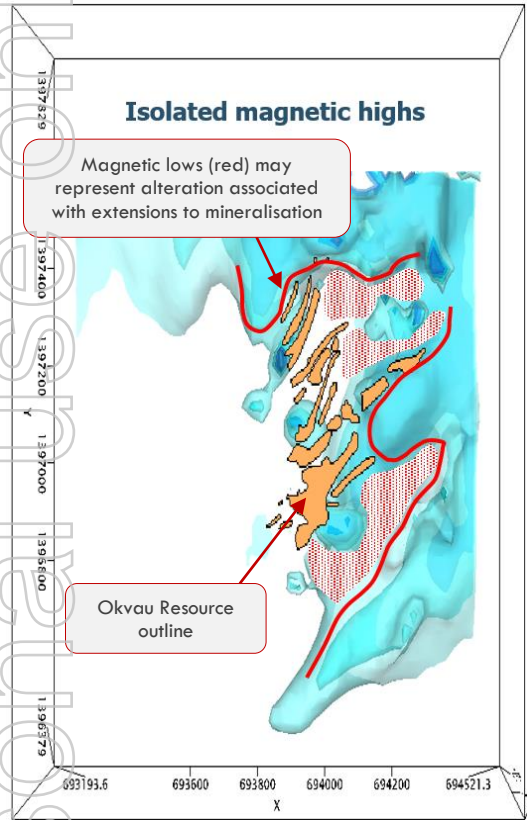 Isolated magnetic highs
Magnetic lows (red) may
represent alteration associated
with extensions to mineralisation
Okvau Resource
outline
1397829
1397400
1397200
Y
1397000
1396800
1396379
693193.6
693600
693800
694000
694200
694521.3
X